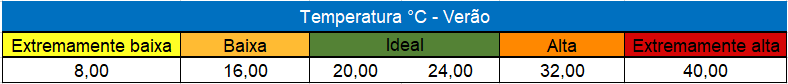 Temperatura °C - Verão
Extremamente baixa Baixa Ideal Alta Extremamente alta
8,00 16,00 20,00 24,00 32,00 40,00